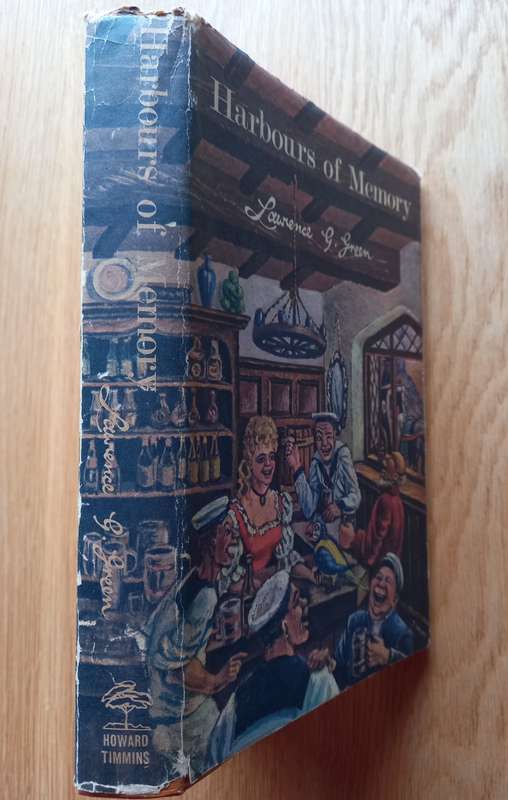 Harbours of Memory
Lawrence G. Green
Harbours of Memory
Lawrence G. Green
HOWARD
TIMMINS